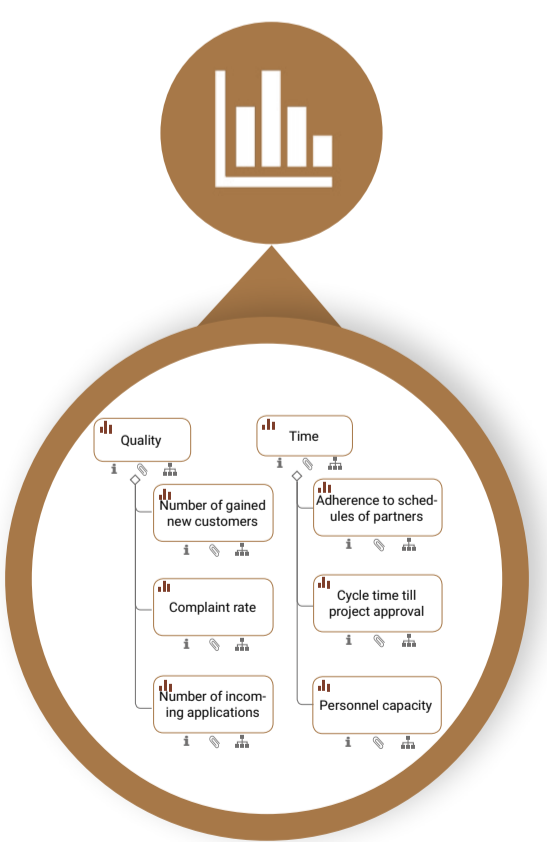 Quality
Number of gained
new customers
Complaint rate
Number of incom-
ing applications
Time
Adherence to sched-
ules of partners
Cycle time till
project approval
Personnel capacity